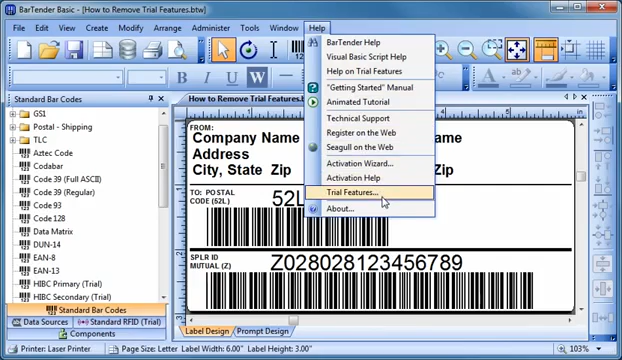 BarTender Basic - [How to Remove Trial Features.btw]
File Edit View Create Modify Arrange Administer Tools Window Help
BarTender Help
Visual Basic Script Help
Help on Trial Features
"Getting Started" Manual
Animated Tutorial
Technical Support
Register on the Web
Seagull on the Web
Activation Wizard...
Activation Help
Trial Features...
About...
B I U W
Standard Bar Codes
GS1
Postal - Shipping
TLC
Aztec Code
Codabar
Code 39 (Full ASCII)
Code 39 (Regular)
Code 93
Code 128
Data Matrix
DUN-14
EAN-8
EAN-13
HIBC Primary (Trial)
HIBC Secondary (Trial)
Standard Bar Codes
Data Sources Standard RFID (Trial)
Components
How to Remove Trial Features.b
FROM:
Company Name
Address
City, State Zip
TO: POSTAL
CODE (52L)
52L
SPLR ID
MUTUAL (Z)
Z028028123456789
Label Design Prompt Design
Printer: Laser Printer Page Size: Letter Label Width: 6.00" Label Height: 3.00" 103%